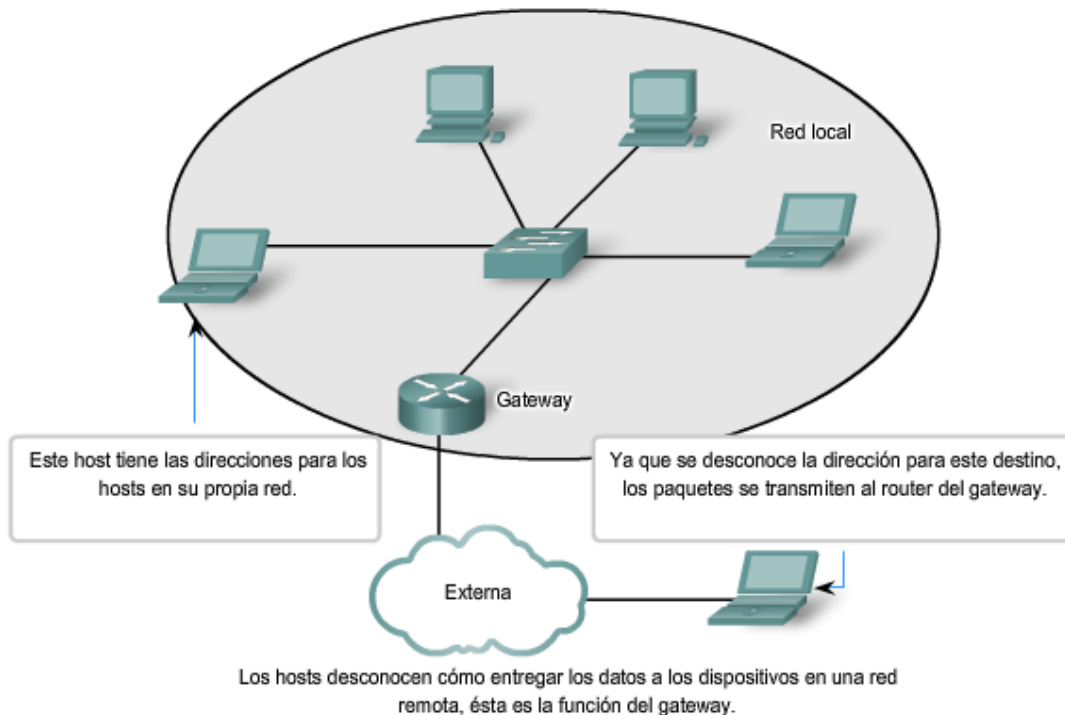 Red local
Gateway
Este host tiene las direcciones para los
hosts en su propia red.
Ya que se desconoce la dirección para este destino,
los paquetes se transmiten al router del gateway.
Externa
Los hosts desconocen cómo entregar los datos a los dispositivos en una red
remota, ésta es la función del gateway.